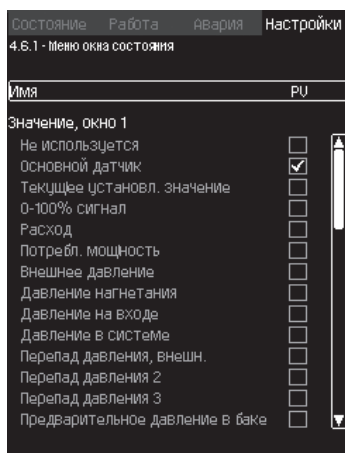 Состояние Работа Авария Настройки
4.6.1 - Меню окна состояния
Имя PV
Значение, окно 1
Не используется
Основной датчик
Текущее установл. значение
0-100% сигнал
Расход
Потребл. мощность
Внешнее давление
Давление нагнетания
Давление на входе
Давление в системе
Перепад давления, внешн.
Перепад давления 2
Перепад давления 3
Предварительное давление в баке